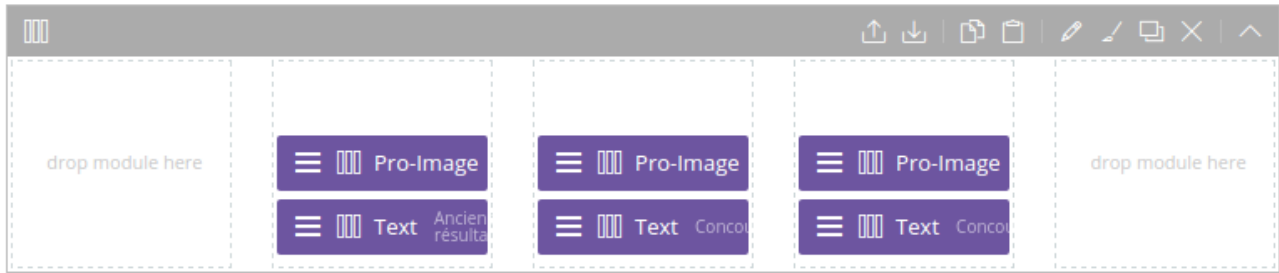 drop module here
Pro-Image
Text
Ancien
résulta
Pro-Image
Text Concou
Pro-Image
Text Concou
drop module here